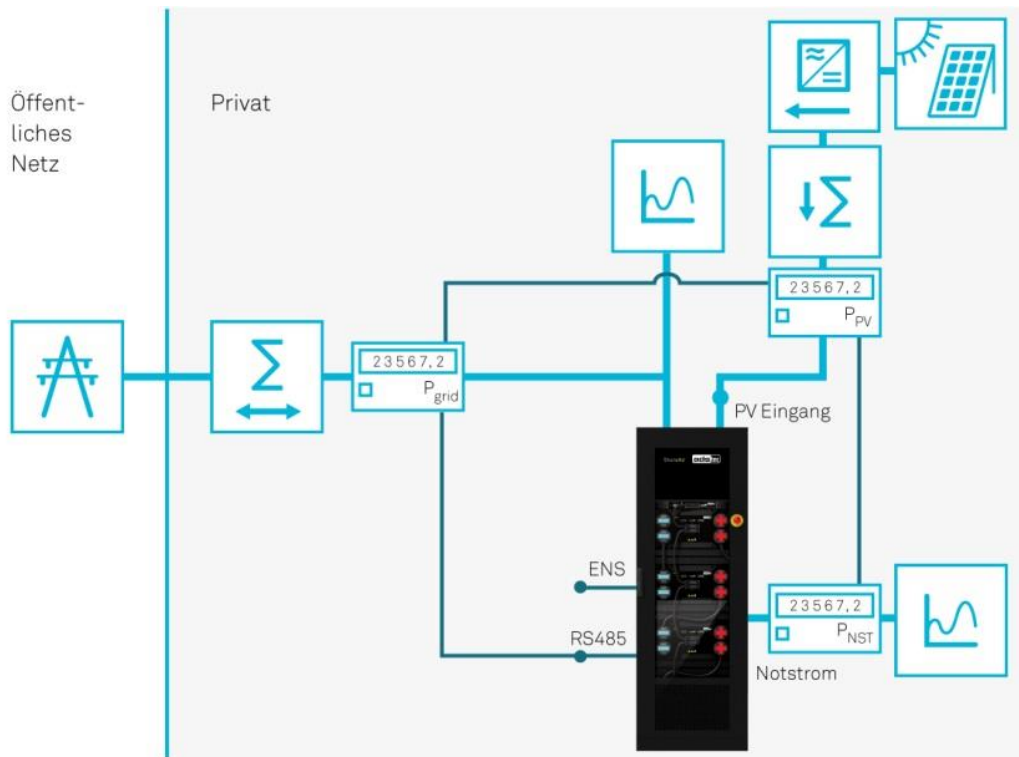 Öffent-
liches
Netz
Privat
23567,2
P_PV
23567,2
P_grid
PV Eingang
ENS
RS485
23567,2
P_NST
Notstrom